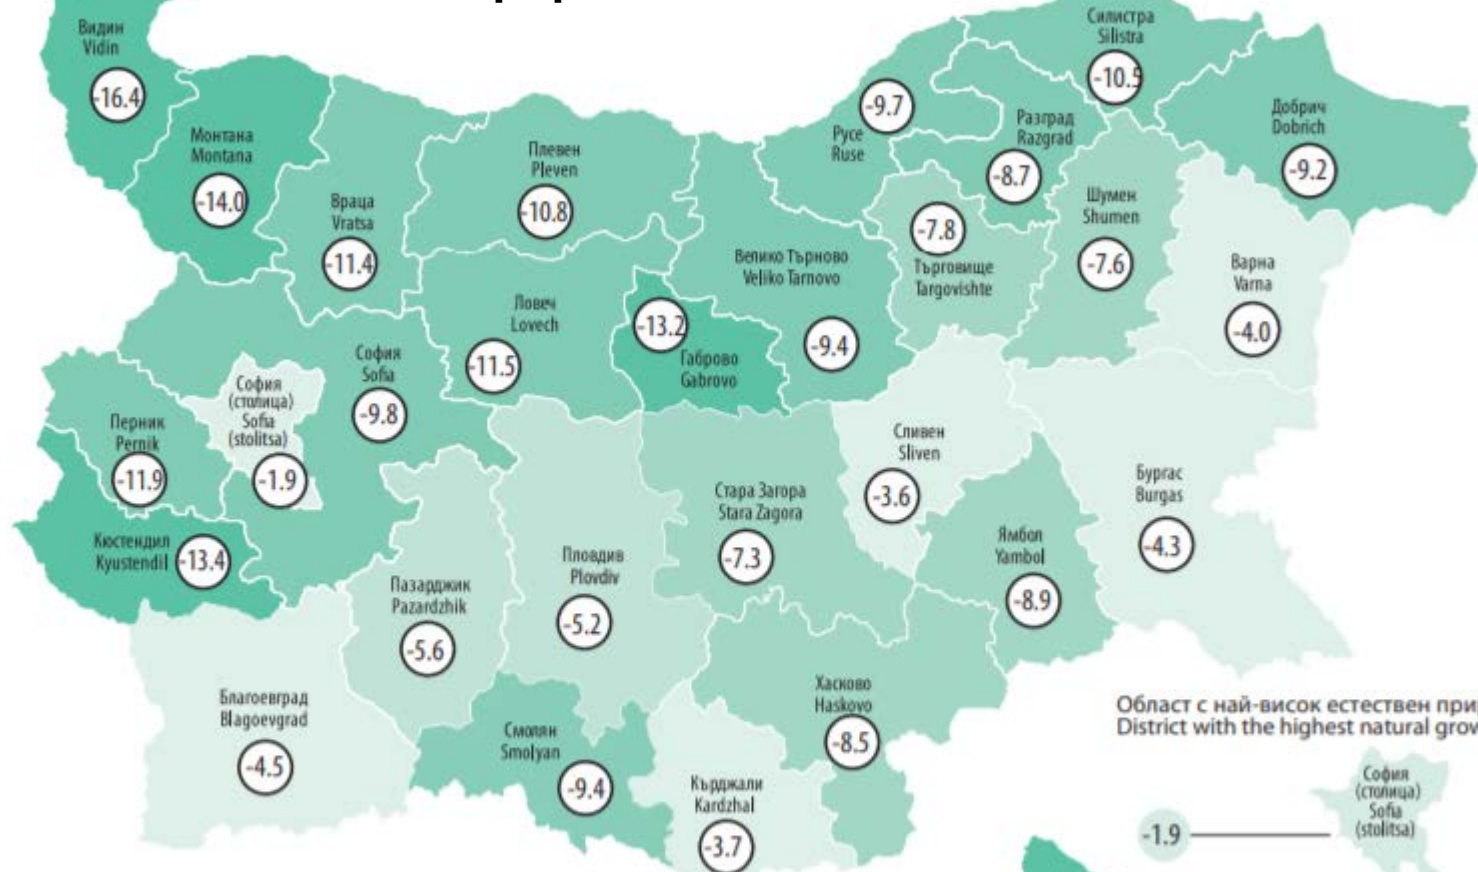 Видин
Vidin
-16.4
Монтана
Montana
-14.0
Враца
Vratsa
-11.4
Плевен
Pleven
-10.8
Ловеч
Lovech
-11.5
-13.2
Габрово
Gabrovo
Велико Търново
Veliko Tarnovo
-9.4
-9.7
Русе
Ruse
Силистра
Silistra
-10.5
Разград
Razgrad
-8.7
Добрич
Dobrich
-9.2
-7.8
Търговище
Targovishte
Шумен
Shumen
-7.6
Варна
Varna
-4.0
София
Sofia
-9.8
София
(столица)
Sofia
(stolitsa)
-1.9
Перник
Pernik
-11.9
Кюстендил
Kyustendil
-13.4
Благоевград
Blagoevgrad
-4.5
Пазарджик
Pazardzhik
-5.6
Пловдив
Plovdiv
-5.2
Смолян
Smolyan
-9.4
Стара Загора
Stara Zagora
-7.3
Сливен
Sliven
-3.6
Ямбол
Yambol
-8.9
Бургас
Burgas
-4.3
Хасково
Haskovo
-8.5
Кърджали
Kardzhal
-3.7
Област с най-висок естествен при
District with the highest natural grov
София
(столица)
Sofia
(stolitsa)
-1.9